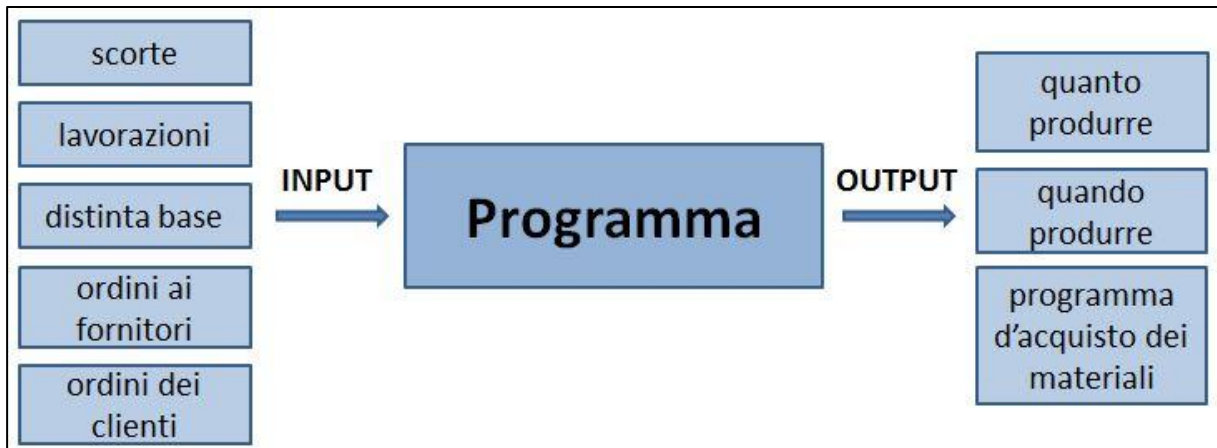 scorte
lavorazioni
distinta base
ordini ai
fornitori
ordini dei
clienti
INPUT
Programma
OUTPUT
quanto
produrre
quando
produrre
programma
d’acquisto dei
materiali